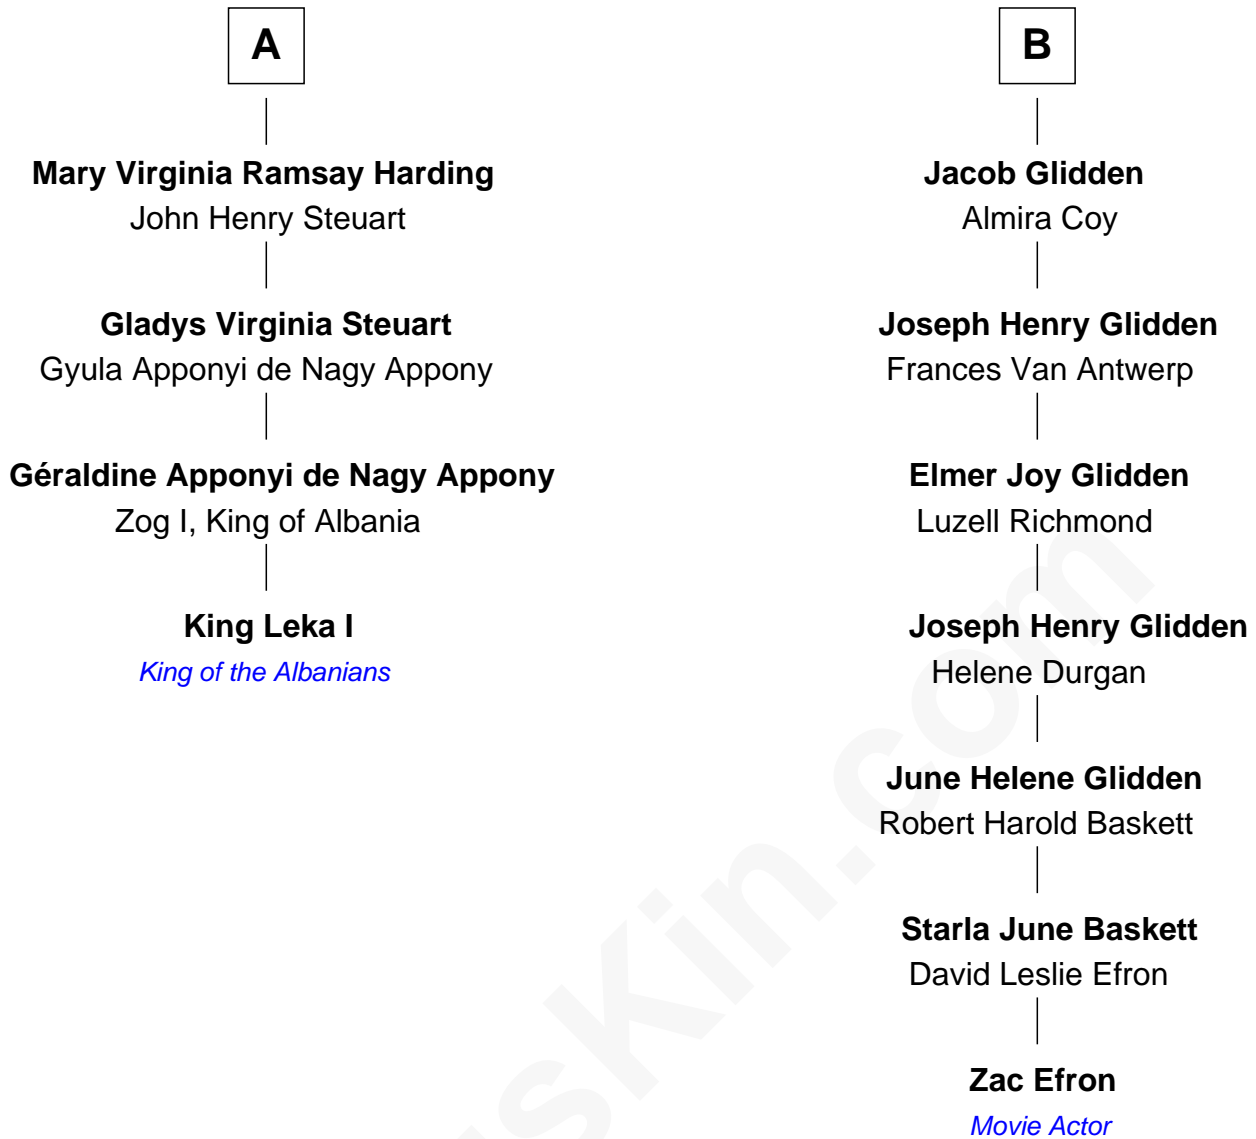 A
Mary Virginia Ramsay Harding
John Henry Steuart
Gladys Virginia Steuart
Gyula Apponyi de Nagy Appony
Géraldine Apponyi de Nagy Appony
Zog I, King of Albania
King Leka I
King of the Albanians
B
Jacob Glidden
Almira Coy
Joseph Henry Glidden
Frances Van Antwerp
Elmer Joy Glidden
Luzell Richmond
Joseph Henry Glidden
Helene Durgan
June Helene Glidden
Robert Harold Baskett
Starla June Baskett
David Leslie Efron
Zac Efron
Movie Actor